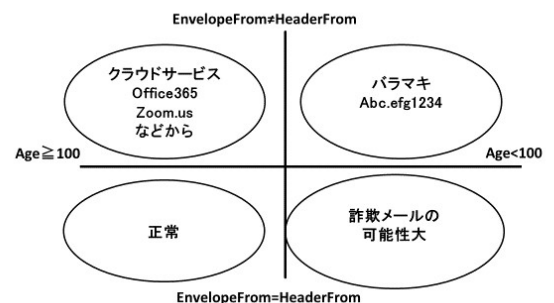 EnvelopeFrom≠HeaderFrom
クラウドサービス
Office365
Zoom.us
などから
バラマキ
Abc.efg1234
Age≧100
Age<100
正常
詐欺メールの
可能性大
EnvelopeFrom=HeaderFrom